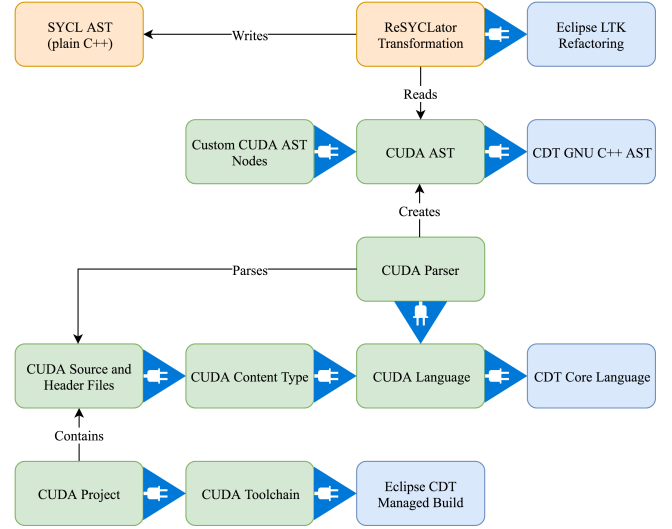 SYCL AST
(plain C++)
Writes
ReSYCLator
Transformation
Eclipse LTK
Refactoring
Reads
Custom CUDA AST
Nodes
CUDA AST
CDT GNU C++ AST
Creates
Parses
CUDA Parser
CUDA Source and
Header Files
CUDA Content Type
CUDA Language
CDT Core Language
Contains
CUDA Project
CUDA Toolchain
Eclipse CDT
Managed Build